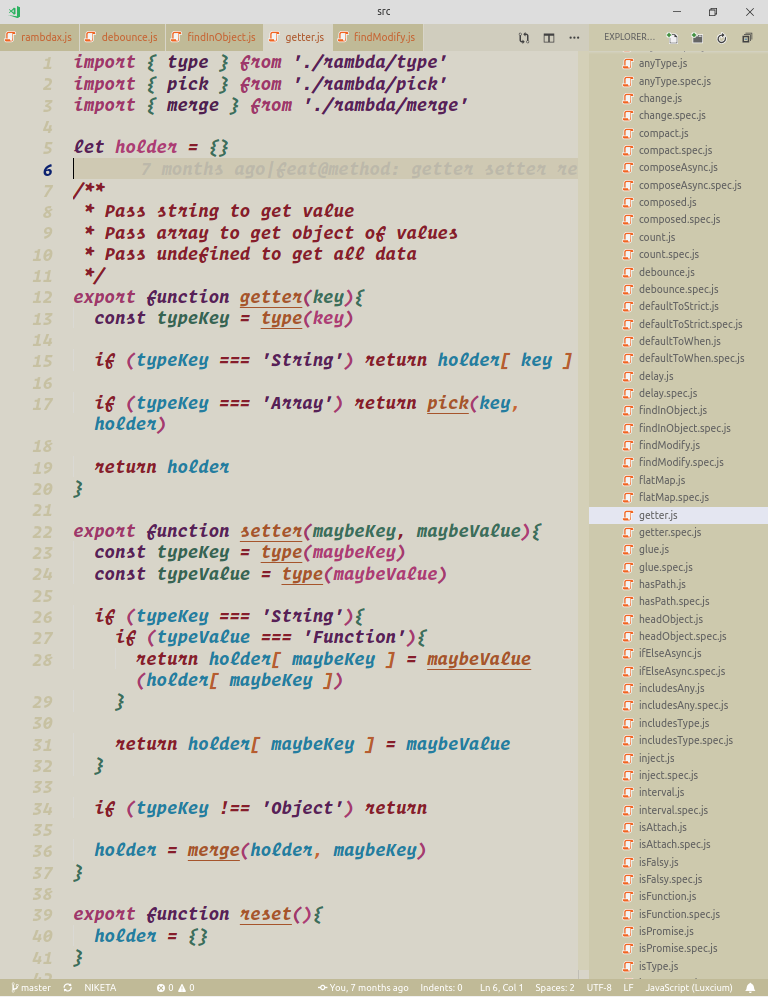 src
rambdax.js
debounce.js
findInObject.js
getter.js
findModify.js
EXPLORER...
1 import { type } from './rambda/type'
2 import { pick } from './rambda/pick'
3 import { merge } from './rambda/merge'
4
5 let holder = {}
6 7 months ago|feat@method: getter setter re
7 /**
8 * Pass string to get value
9 * Pass array to get object of values
10 * Pass undefined to get all data
11 */
12 export function getter(key){
13 const typeKey = type(key)
14
15 if (typeKey === 'String') return holder[ key ]
16
17 if (typeKey === 'Array') return pick(key,
holder)
18
19 return holder
20 }
21
22 export function setter(maybeKey, maybeValue){
23 const typeKey = type(maybeKey)
24 const typeValue = type(maybeValue)
25
26 if (typeKey === 'String'){
27 if (typeValue === 'Function'){
28 return holder[ maybeKey ] = maybeValue
(holder[ maybeKey ])
29 }
30
31 return holder[ maybeKey ] = maybeValue
32 }
33
34 if (typeKey !== 'Object') return
35
36 holder = merge(holder, maybeKey)
37 }
38
39 export function reset(){
40 holder = {}
41 }
anyType.js
anyType.spec.js
change.js
change.spec.js
compact.js
compact.spec.js
composeAsync.js
composeAsync.spec.js
composed.js
composed.spec.js
count.js
count.spec.js
debounce.js
debounce.spec.js
defaultToStrict.js
defaultToStrict.spec.js
defaultToWhen.js
defaultToWhen.spec.js
delay.js
delay.spec.js
findInObject.js
findInObject.spec.js
findModify.js
findModify.spec.js
flatMap.js
flatMap.spec.js
getter.js
getter.spec.js
glue.js
glue.spec.js
hasPath.js
hasPath.spec.js
headObject.js
headObject.spec.js
ifElseAsync.js
ifElseAsync.spec.js
includesAny.js
includesAny.spec.js
includesType.js
includesType.spec.js
inject.js
inject.spec.js
interval.js
interval.spec.js
isAttach.js
isAttach.spec.js
isFalsy.js
isFalsy.spec.js
isFunction.js
isFunction.spec.js
isPromise.js
isPromise.spec.js
isType.js
master NIKETA 0 0 You, 7 months ago Indents: 0 Ln 6, Col 1 Spaces: 2 UTF-8 LF JavaScript (Luxcium)